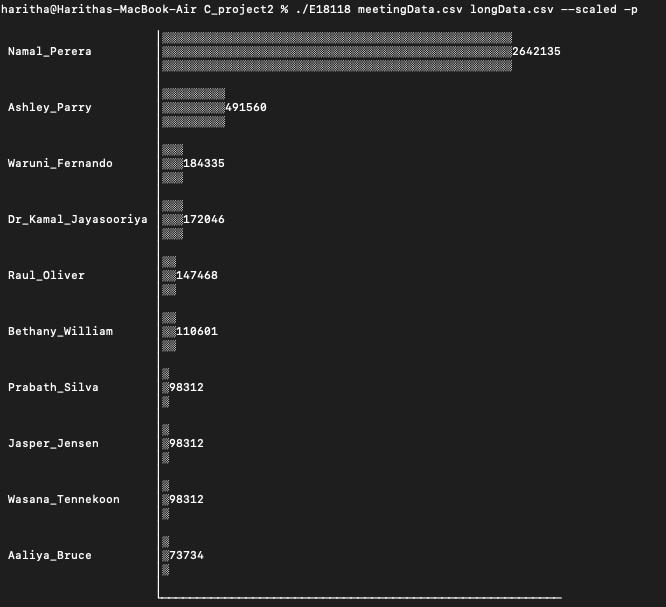 haritha@Harithas-MacBook-Air C_project2 % ./E18118 meetingData.csv longData.csv --scaled -p
Namal_Perera 2642135
Ashley_Parry 491560
Waruni_Fernando 184335
Dr_Kamal_Jayasooriya 172046
Raul_Oliver 147468
Bethany_William 110601
Prabath_Silva 98312
Jasper_Jensen 98312
Wasana_Tennekoon 98312
Aaliya_Bruce 73734